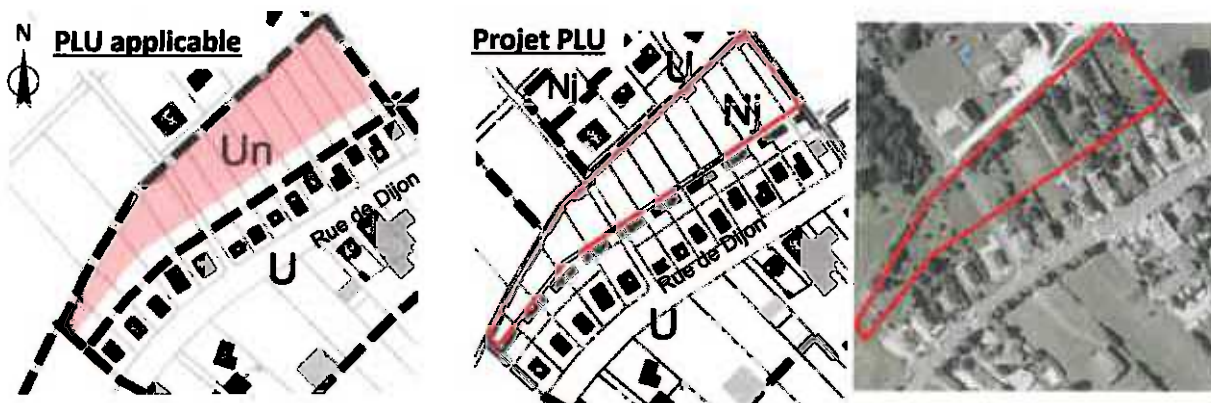 N
PLU applicable
Un
Rue de Dijon
U
Projet PLU
Nj
U
Nj
Rue de Dijon
U